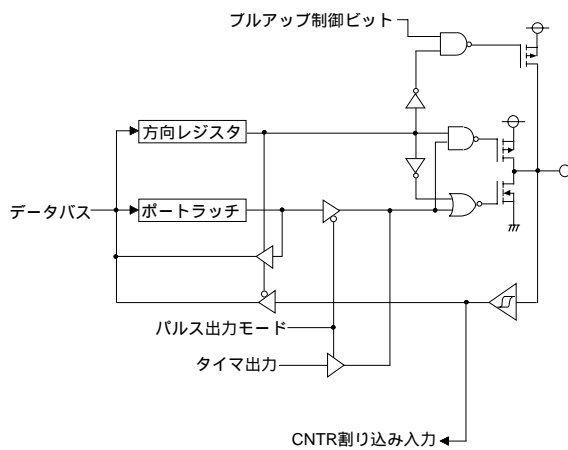 プルアップ制御ビット
方向レジスタ
データバス
ポートラッチ
パルス出力モード
タイマ出力
CNTR割り込み入力